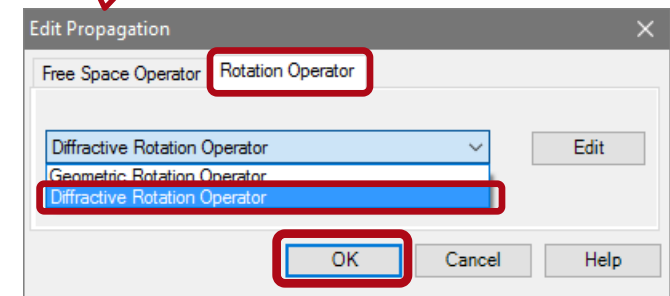 Edit Propagation
Free Space Operator Rotation Operator
Diffractive Rotation Operator Edit
Geometric Rotation Operator
Diffractive Rotation Operator
OK Cancel Help